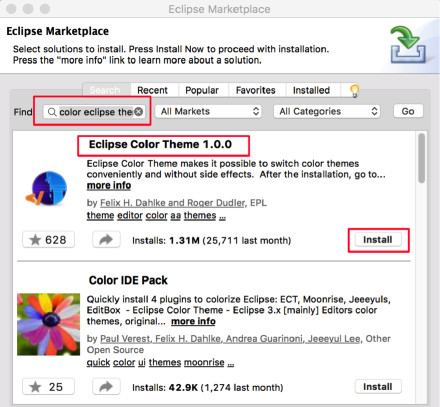 Eclipse Marketplace
Eclipse Marketplace
Select solutions to install. Press Install Now to proceed with installation.
Press the "more info" link to learn more about a solution.
Search Recent Popular Favorites Installed
Find: color eclipse the All Markets All Categories Go
Eclipse Color Theme 1.0.0
Eclipse Color Theme makes it possible to switch color themes
conveniently and without side effects. After the installation, go to...
more info
by Felix H. Dahlke and Roger Dudler, EPL
theme editor color aa themes ...
628 Installs: 1.31M (25,711 last month) Install
Color IDE Pack
Quickly install 4 plugins to colorize Eclipse: ECT, Moonrise, Jeeeyuls,
EditBox - Eclipse Color Theme - Eclipse 3.x [mainly] Editors color
themes, original... more info
by Paul Verest, Felix H. Dahlke, Andrea Guarinoni, Jeeeyul Lee, Other
Open Source
quick color ui themes moonrise ...
25 Installs: 42.9K (1,274 last month) Install